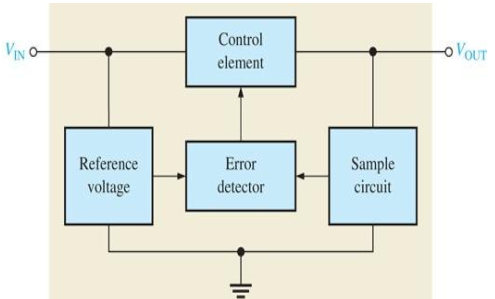 Control
element
V_IN
V_OUT
Reference
voltage
Error
detector
Sample
circuit